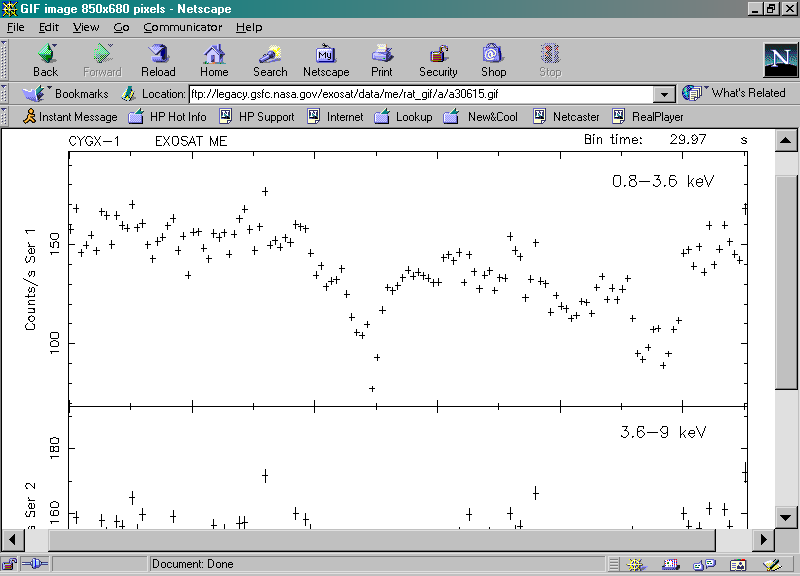 GIF image 850x680 pixels - Netscape
File Edit View Go Communicator Help
My N
Back Forward Reload Home Search Netscape Print Security Shop Stop
Bookmarks Location: ftp://legacy.gsfc.nasa.gov/exosat/data/me/rat_gif/a/a30615.gif What's Related
Instant Message HP Hot Info HP Support Internet Lookup New&Cool Netcaster RealPlayer
CYGX-1 EXOSAT ME Bin time: 29.97 s
0.8-3.6 keV
Counts/s Ser 1
150
100
3.6-9 keV
180
160
s Ser 2
Document: Done